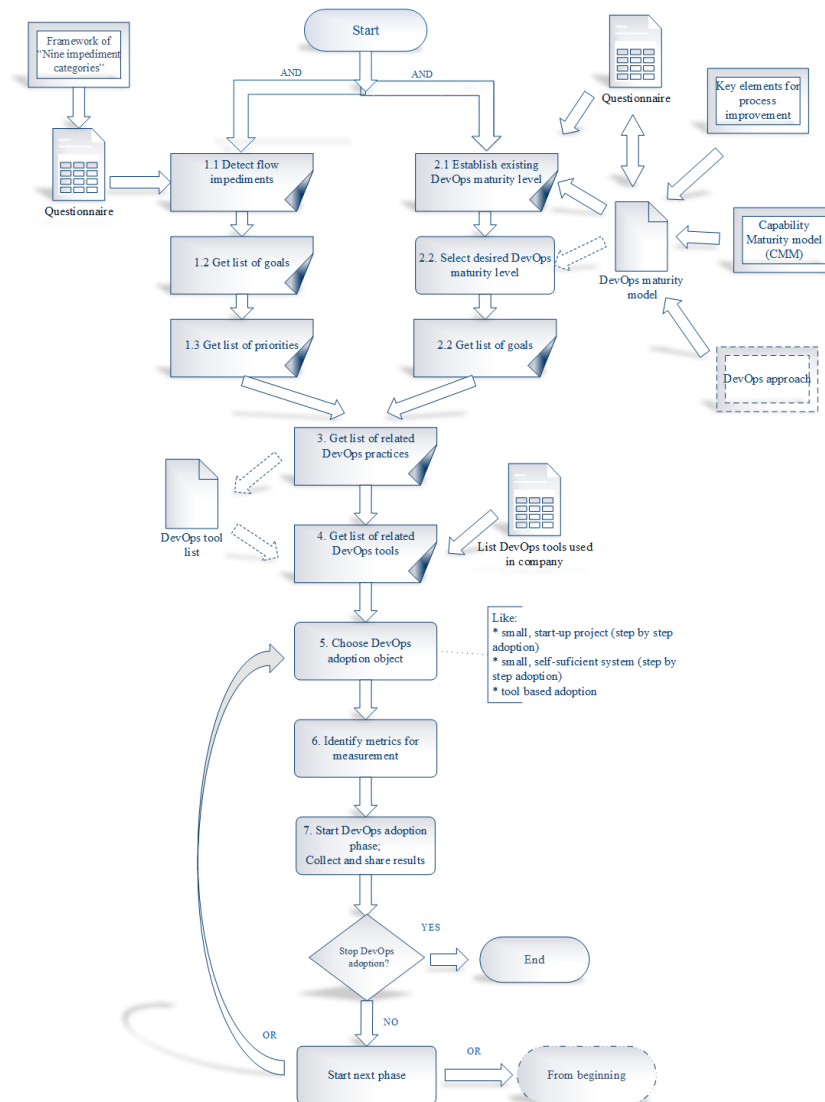 Framework of
“Nine impediment
categories”
Start
AND
AND
Questionnaire
Key elements for
process
improvement
Questionnaire
1.1 Detect flow
impediments
2.1 Establish existing
DevOps maturity level
1.2 Get list of goals
2.2. Select desired DevOps
maturity level
DevOps maturity
model
Capability
Maturity model
(CMM)
1.3 Get list of priorities
2.2 Get list of goals
DevOps approach
3. Get list of related
DevOps practices
DevOps tool
list
4. Get list of related
DevOps tools
List DevOps tools used
in company
5. Choose DevOps
adoption object
Like:
* small, start-up project (step by step
adoption)
* small, self-suficient system (step by
step adoption)
* tool based adoption
6. Identify metrics for
measurement
7. Start DevOps adoption
phase;
Collect and share results
Stop DevOps
adoption?
YES
End
NO
OR
Start next phase
OR
From beginning